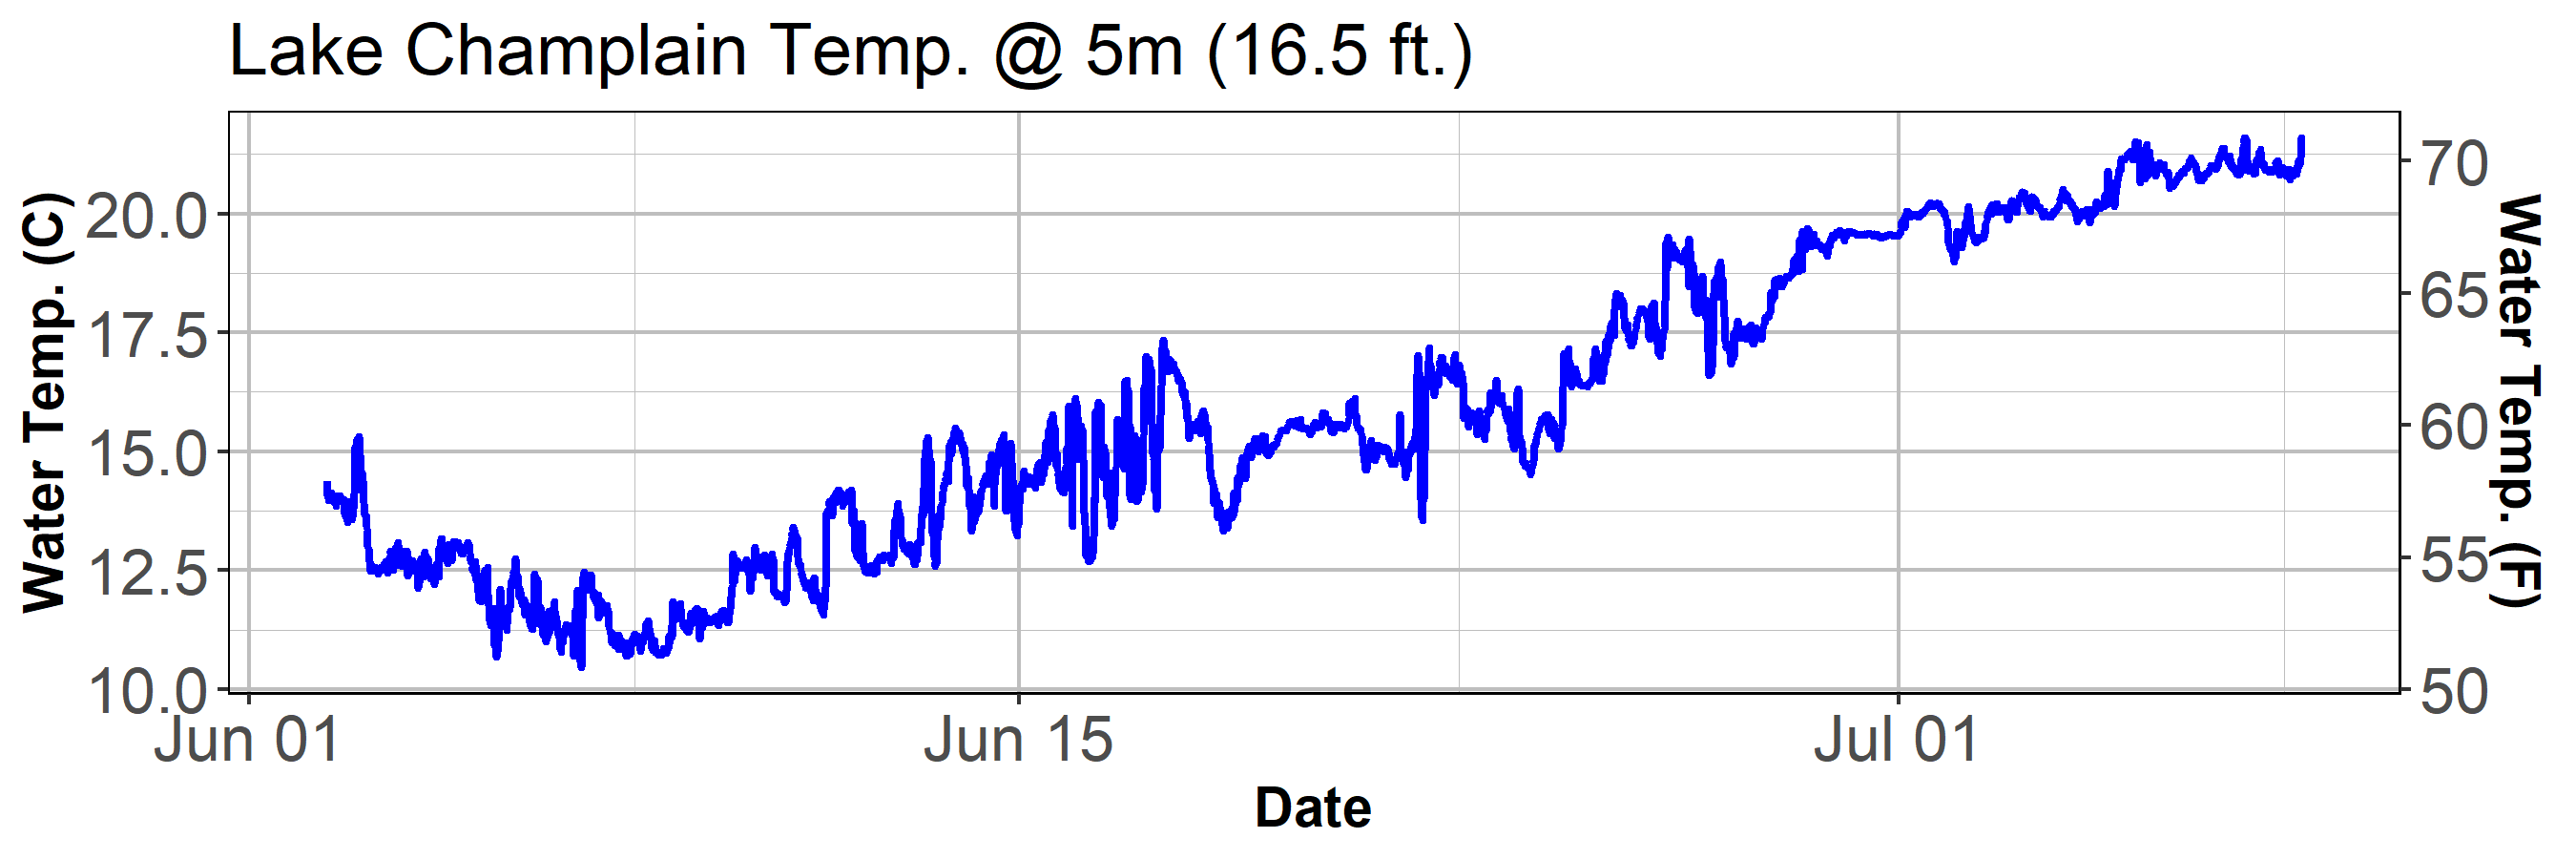 Lake Champlain Temp. @ 5m (16.5 ft.)
Water Temp. (C)
20.0
17.5
15.0
12.5
10.0
70
65
60
55
50
Water Temp. (F)
Jun 01
Jun 15
Jul 01
Date